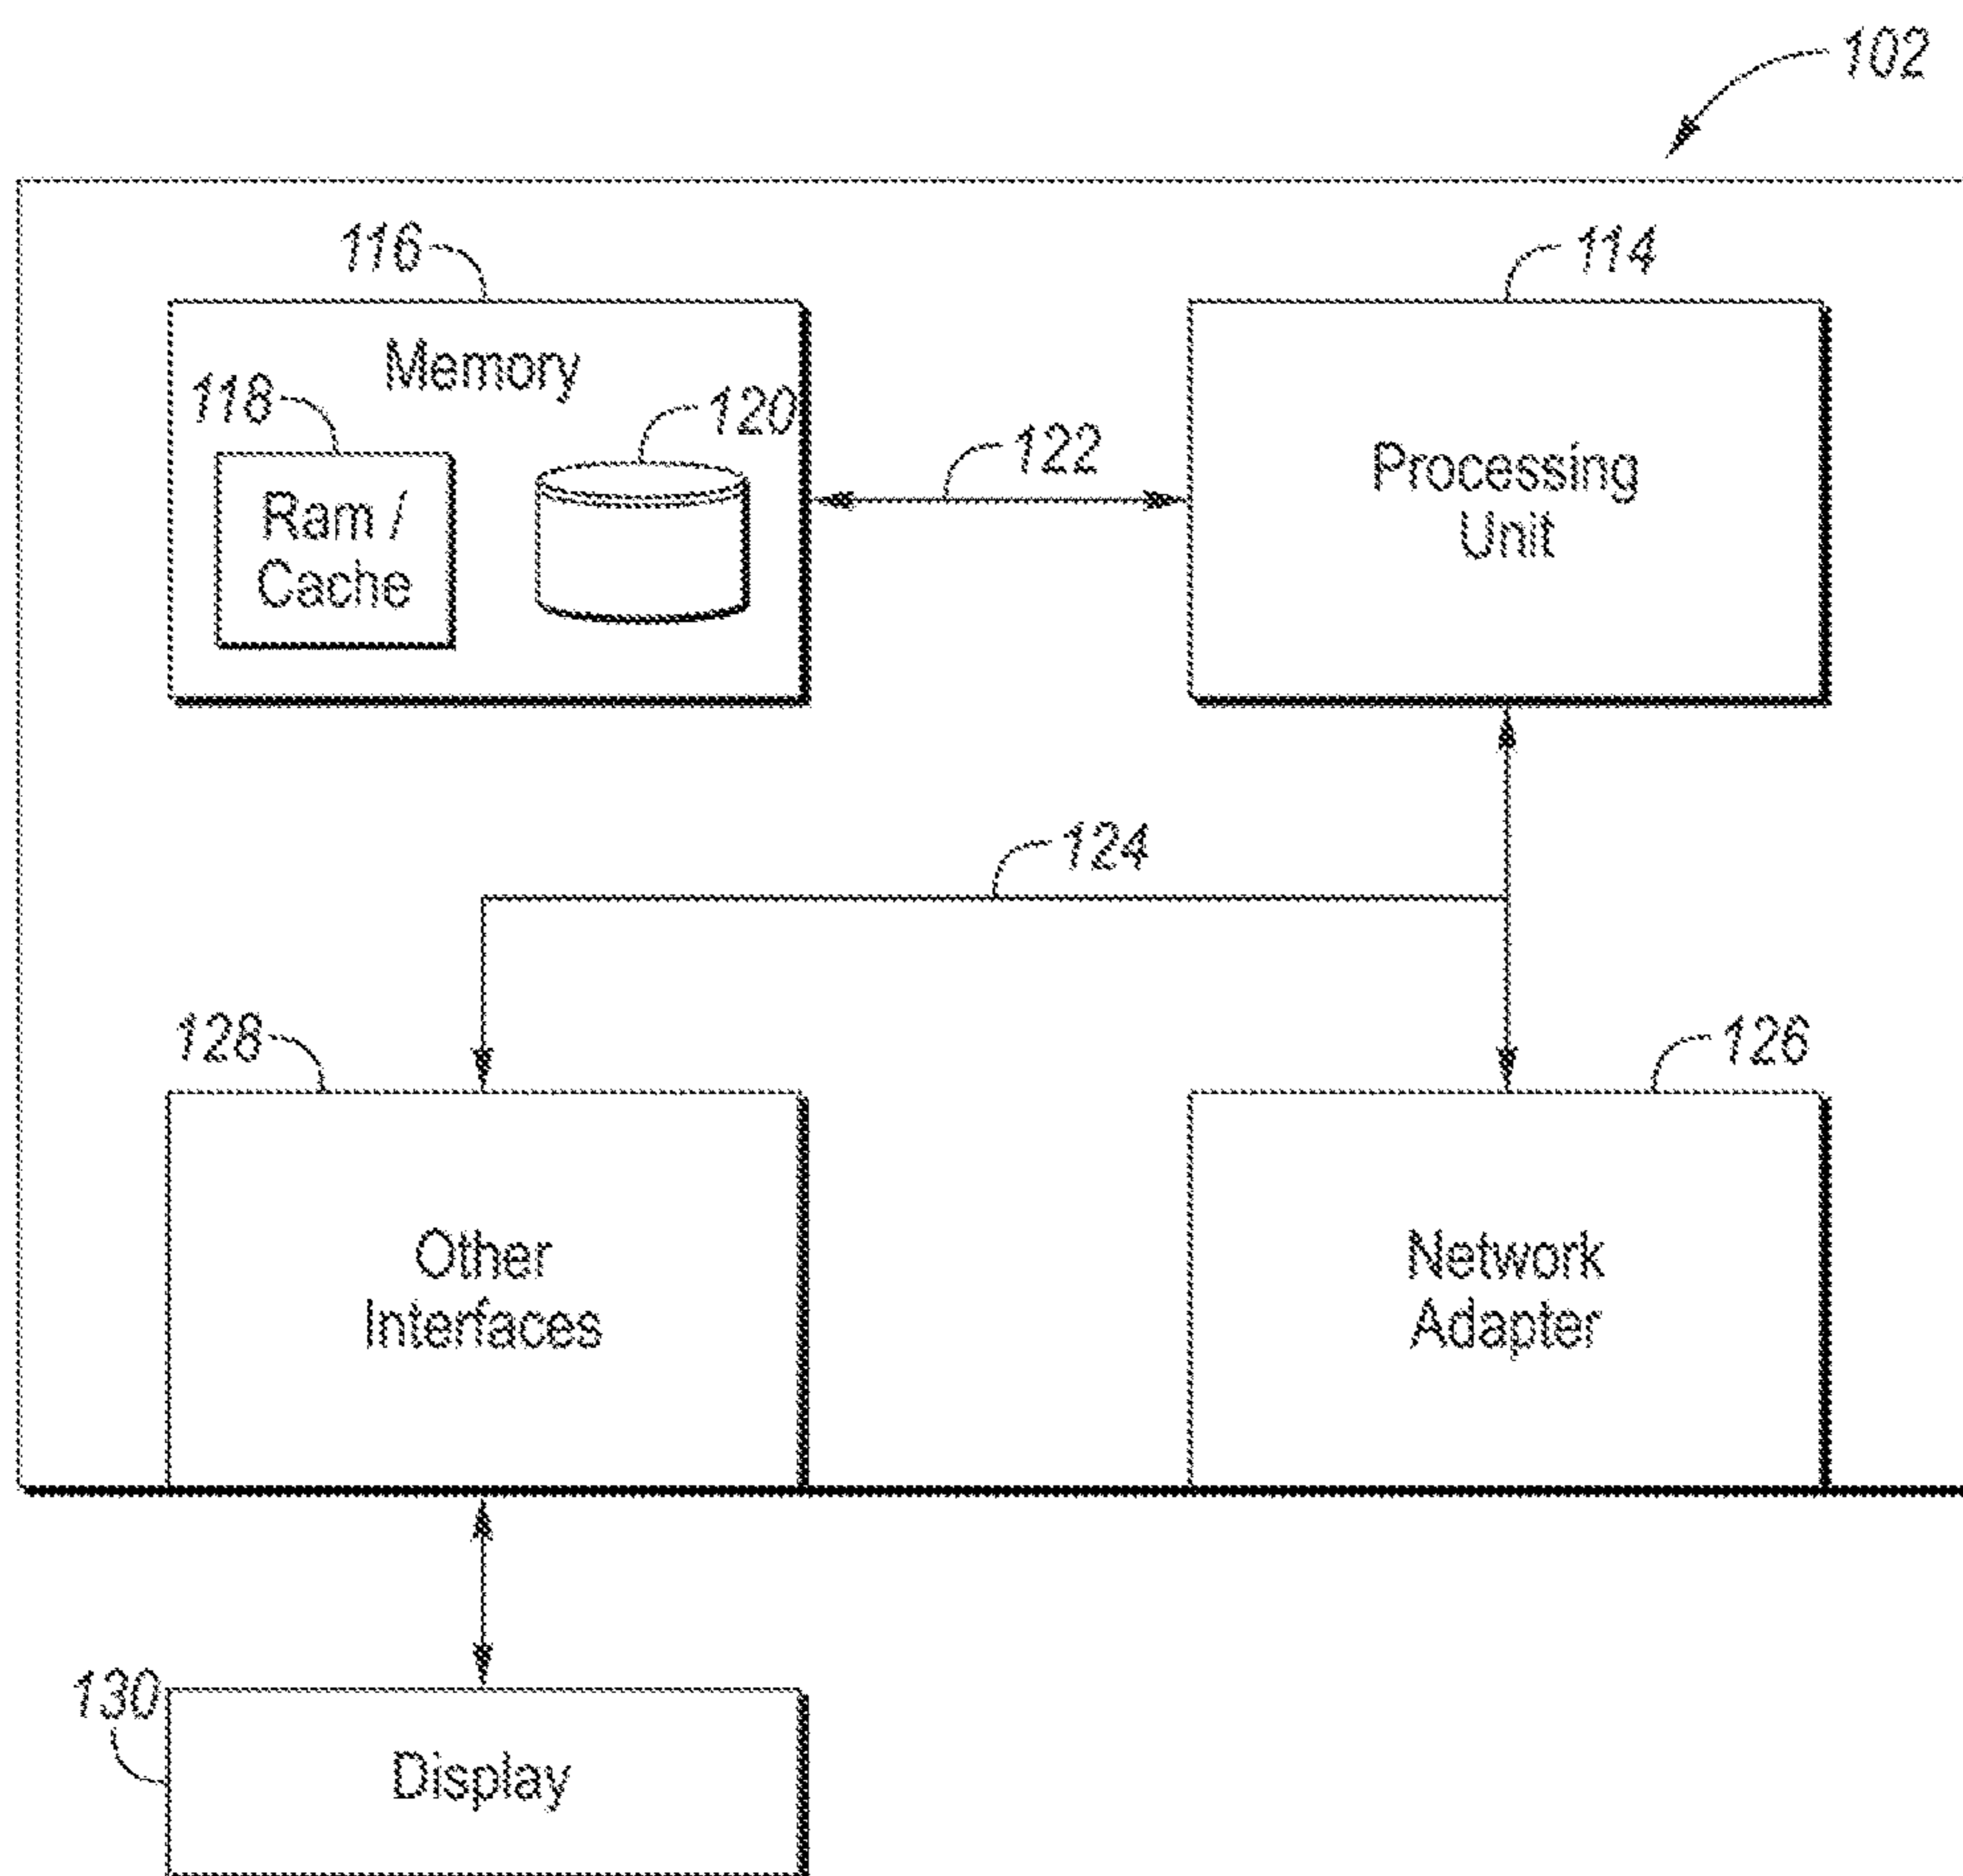 102
116
114
Memory
118
120
122
Ram /
Cache
Processing
Unit
124
128
126
Other
Interfaces
Network
Adapter
130
Display